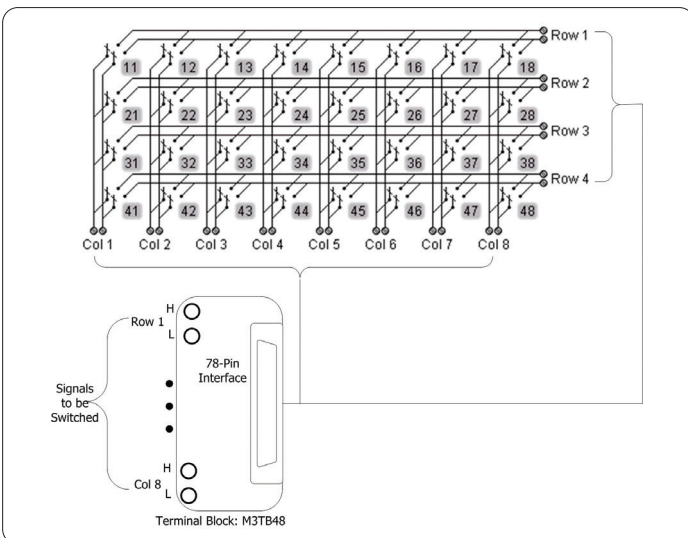 Row 1
11 12 13 14 15 16 17 18
Row 2
21 22 23 24 25 26 27 28
Row 3
31 32 33 34 35 36 37 38
Row 4
41 42 43 44 45 46 47 48
Col 1 Col 2 Col 3 Col 4 Col 5 Col 6 Col 7 Col 8
H
Row 1
L
78-Pin
Interface
Signals
to be
Switched
H
Col 8
L
Terminal Block: M3TB48